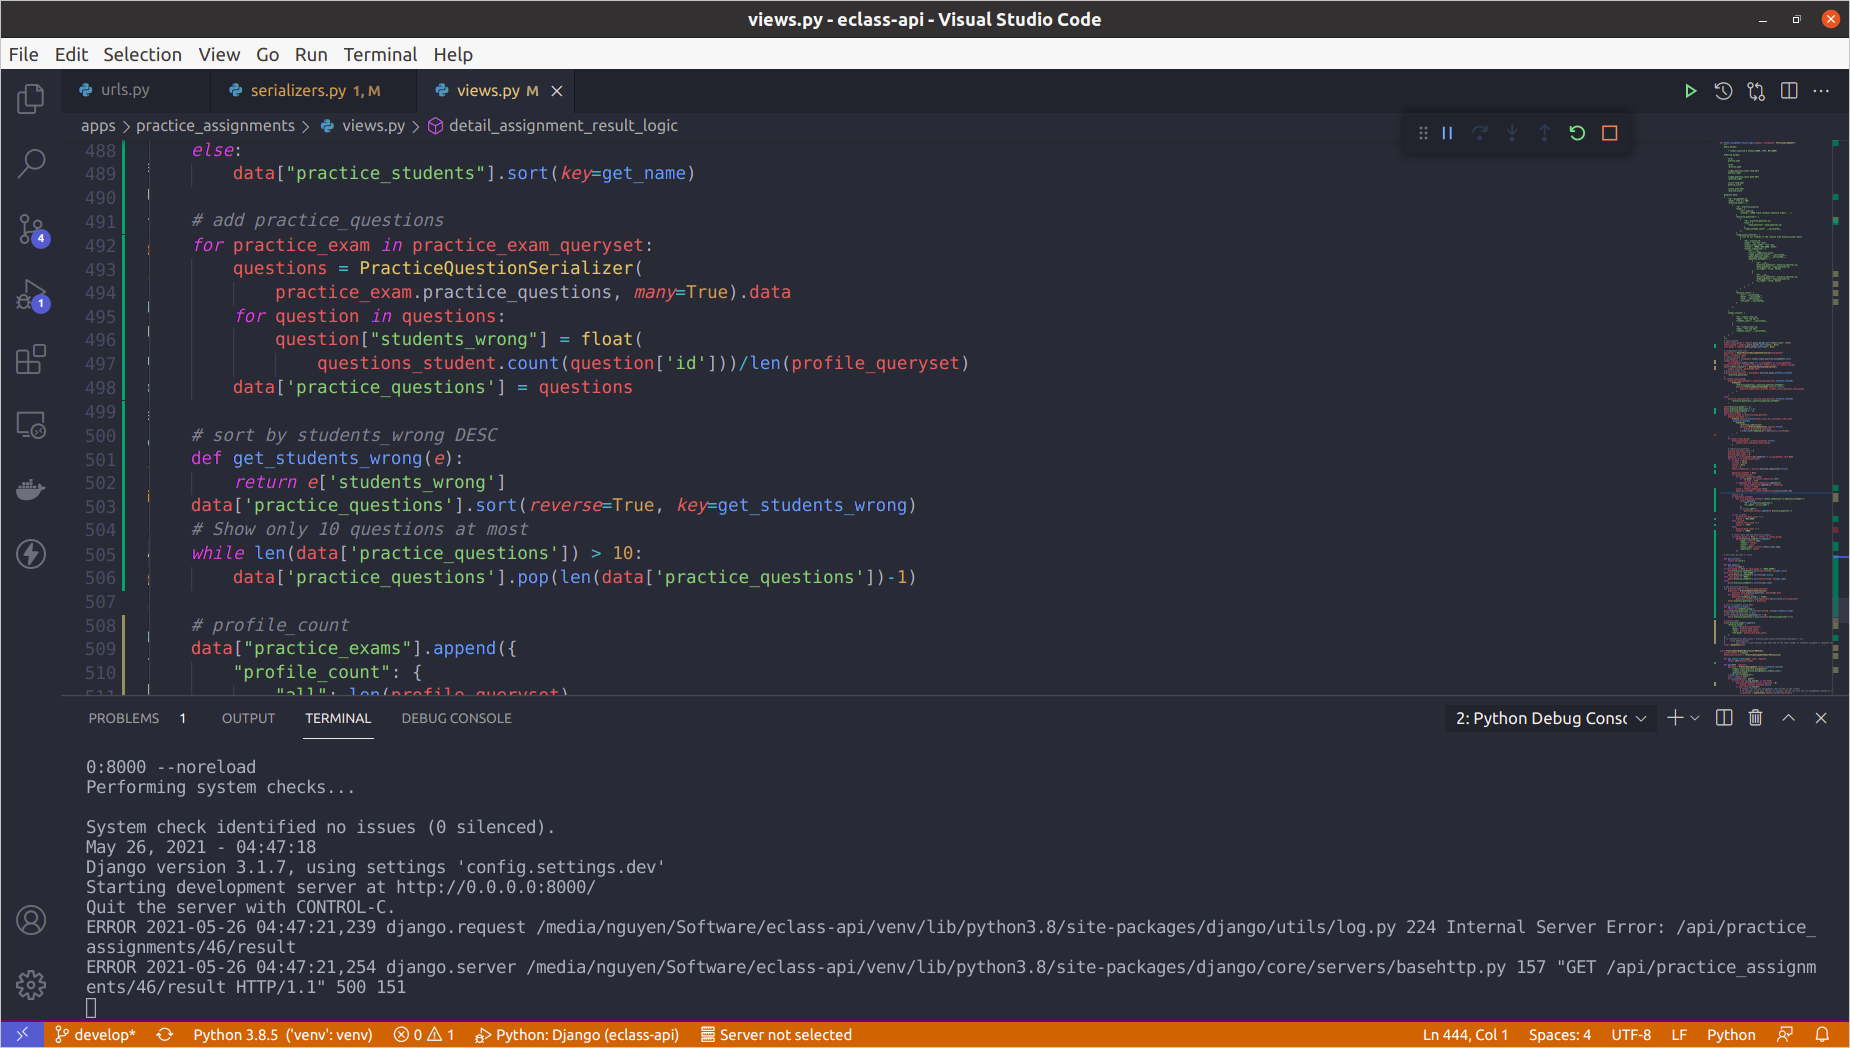 views.py - eclass-api - Visual Studio Code
File Edit Selection View Go Run Terminal Help
urls.py
serializers.py 1, M
views.py M
apps > practice_assignments > views.py > detail_assignment_result_logic
488 else:
489 data["practice_students"].sort(key=get_name)
490
491 # add practice_questions
492 for practice_exam in practice_exam_queryset:
493 questions = PracticeQuestionSerializer(
494 practice_exam.practice_questions, many=True).data
495 for question in questions:
496 question["students_wrong"] = float(
497 questions_student.count(question['id']))/len(profile_queryset)
498 data['practice_questions'] = questions
499
500 # sort by students_wrong DESC
501 def get_students_wrong(e):
502 return e['students_wrong']
503 data['practice_questions'].sort(reverse=True, key=get_students_wrong)
504 # Show only 10 questions at most
505 while len(data['practice_questions']) > 10:
506 data['practice_questions'].pop(len(data['practice_questions'])-1)
507
508 # profile_count
509 data["practice_exams"].append({
510 "profile_count": {
511 "all": len(profile_queryset)
4
1
PROBLEMS 1 OUTPUT TERMINAL DEBUG CONSOLE
2: Python Debug Consc
0:8000 --noreload
Performing system checks...
System check identified no issues (0 silenced).
May 26, 2021 - 04:47:18
Django version 3.1.7, using settings 'config.settings.dev'
Starting development server at http://0.0.0.0:8000/
Quit the server with CONTROL-C.
ERROR 2021-05-26 04:47:21,239 django.request /media/nguyen/Software/eclass-api/venv/lib/python3.8/site-packages/django/utils/log.py 224 Internal Server Error: /api/practice_
assignments/46/result
ERROR 2021-05-26 04:47:21,254 django.server /media/nguyen/Software/eclass-api/venv/lib/python3.8/site-packages/django/core/servers/basehttp.py 157 "GET /api/practice_assignm
ents/46/result HTTP/1.1" 500 151
develop* Python 3.8.5 ('venv': venv) 0 1 Python: Django (eclass-api) Server not selected Ln 444, Col 1 Spaces: 4 UTF-8 LF Python